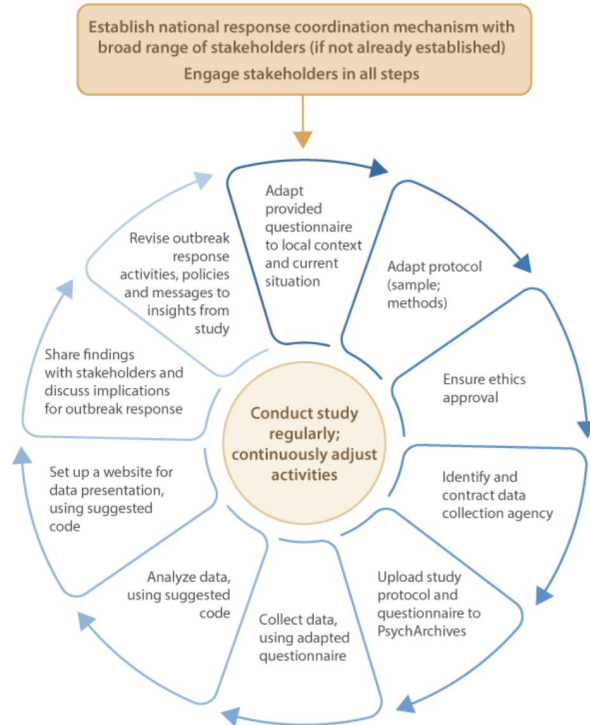 Establish national response coordination mechanism with
broad range of stakeholders (if not already established)
Engage stakeholders in all steps
Adapt
provided
questionnaire
to local context
and current
situation
Adapt protocol
(sample;
methods)
Ensure ethics
approval
Identify and
contract data
collection agency
Upload study
protocol and
questionnaire to
PsychArchives
Collect data,
using adapted
questionnaire
Analyze data,
using suggested
code
Set up a website for
data presentation,
using suggested
code
Share findings
with stakeholders and
discuss implications
for outbreak response
Revise outbreak
response
activities, policies
and messages to
insights from
study
Conduct study
regularly;
continuously adjust
activities